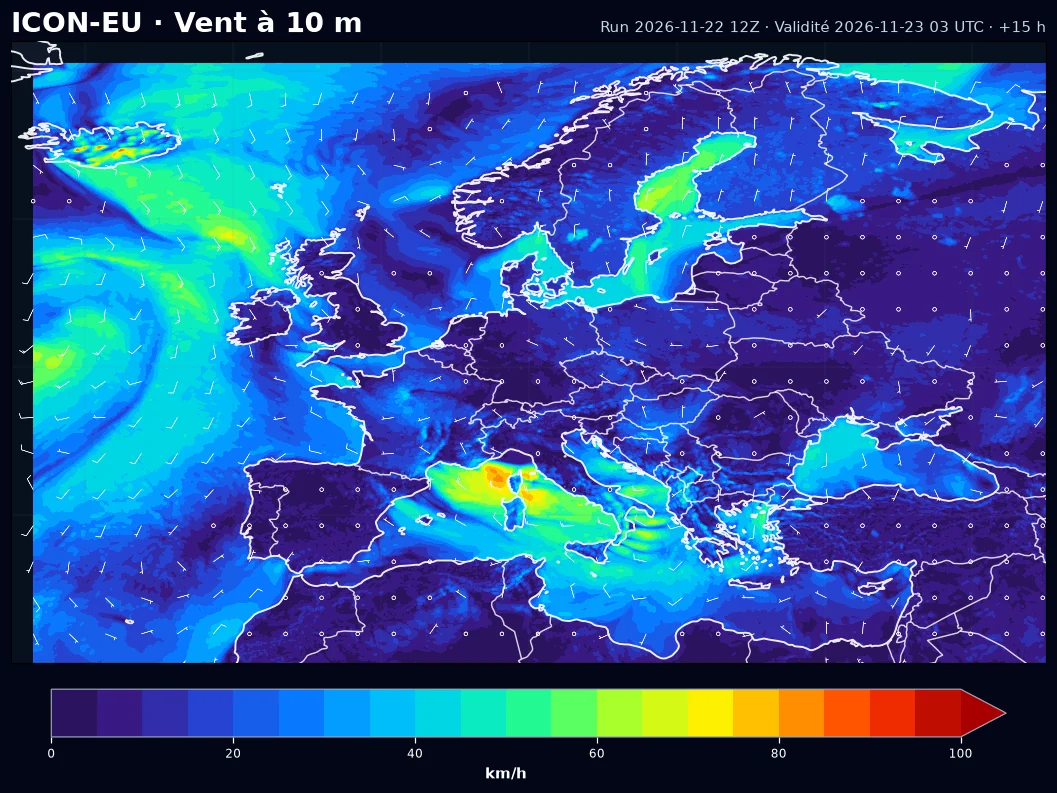 ICON-EU · Vent à 10 m
Run 2026-11-22 12Z · Validité 2026-11-23 03 UTC · +15 h
0 20 40 60 80 100
km/h